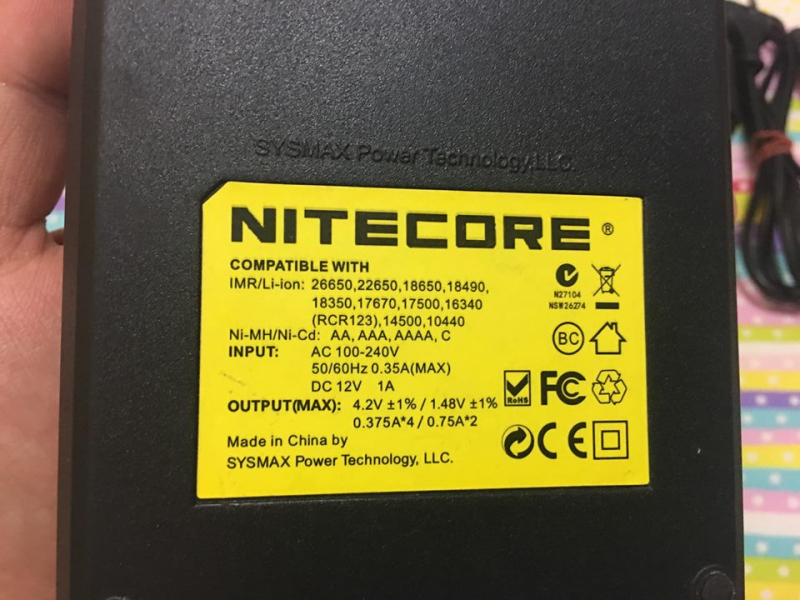 SYSMAX Power Technology,LLC.
NITECORE®
COMPATIBLE WITH
IMR/Li-ion: 26650,22650,18650,18490,
18350,17670,17500,16340
(RCR123),14500,10440
Ni-MH/Ni-Cd: AA, AAA, AAAA, C
INPUT: AC 100-240V
50/60Hz 0.35A(MAX)
DC 12V 1A
OUTPUT(MAX): 4.2V ±1% / 1.48V ±1%
0.375A*4 / 0.75A*2
Made in China by
SYSMAX Power Technology, LLC.
N27104
NSW26274
BC
RoHS
FC
CE